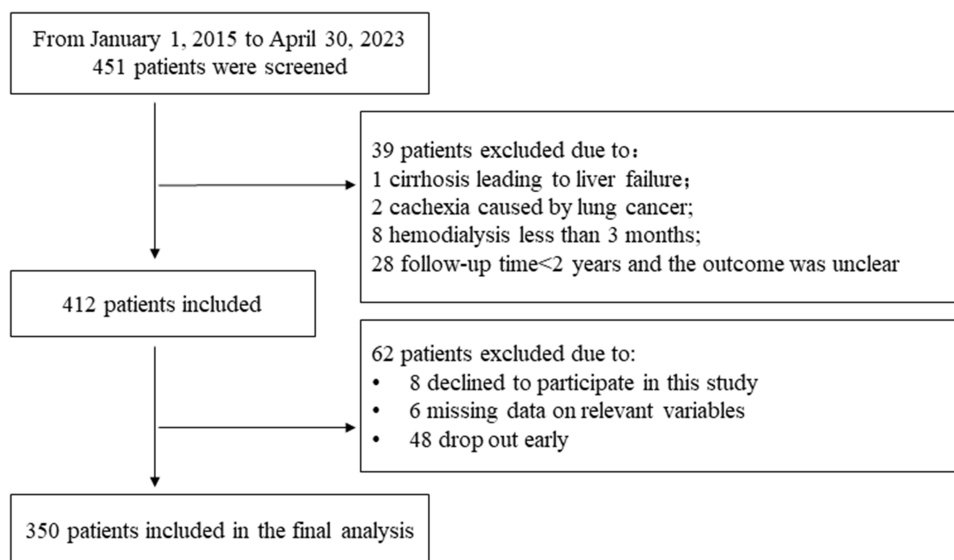 From January 1, 2015 to April 30, 2023
451 patients were screened
39 patients excluded due to：
1 cirrhosis leading to liver failure；
2 cachexia caused by lung cancer;
8 hemodialysis less than 3 months;
28 follow-up time<2 years and the outcome was unclear
412 patients included
62 patients excluded due to:
• 8 declined to participate in this study
• 6 missing data on relevant variables
• 48 drop out early
350 patients included in the final analysis